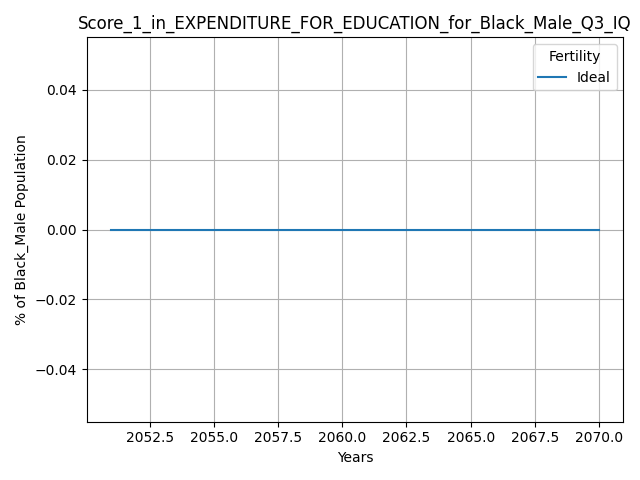 Score_1_in_EXPENDITURE_FOR_EDUCATION_for_Black_Male_Q3_IQ
Fertility
Ideal
% of Black_Male Population
0.04
0.02
0.00
−0.02
−0.04
2052.5 2055.0 2057.5 2060.0 2062.5 2065.0 2067.5 2070.0
Years